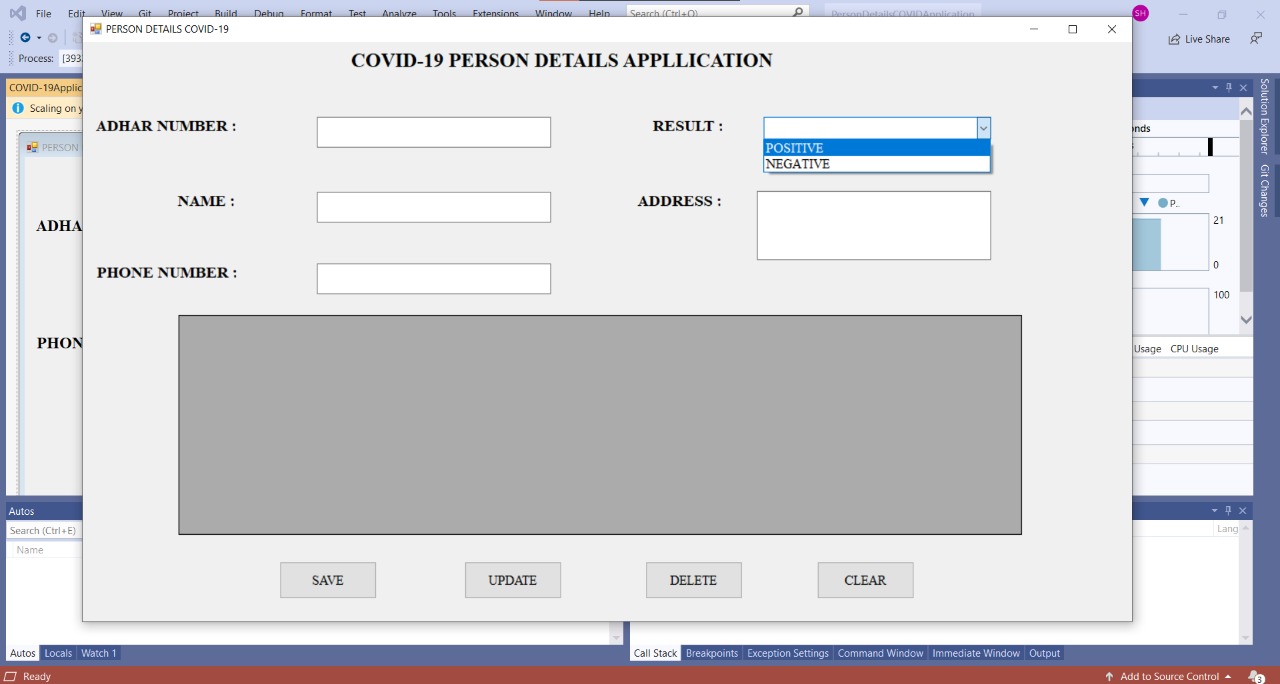 File Edit View Git Project Build Debug Format Test Analyze Tools Extensions Window Help Search (Ctrl+Q) PersonDetailsCOVIDApplication SH
PERSON DETAILS COVID-19
Live Share
Process: [393
COVID-19 PERSON DETAILS APPLLICATION
COVID-19Applic
Scaling on y
PERSON
ADHAR NUMBER :
RESULT :
POSITIVE
NEGATIVE
NAME :
ADDRESS :
PHONE NUMBER :
ADHA
PHON
onds
P..
21
0
100
Usage CPU Usage
Solution Explorer
Git Changes
SAVE UPDATE DELETE CLEAR
Autos
Search (Ctrl+E)
Name
Lang
Autos Locals Watch 1
Call Stack Breakpoints Exception Settings Command Window Immediate Window Output
Ready
Add to Source Control
3